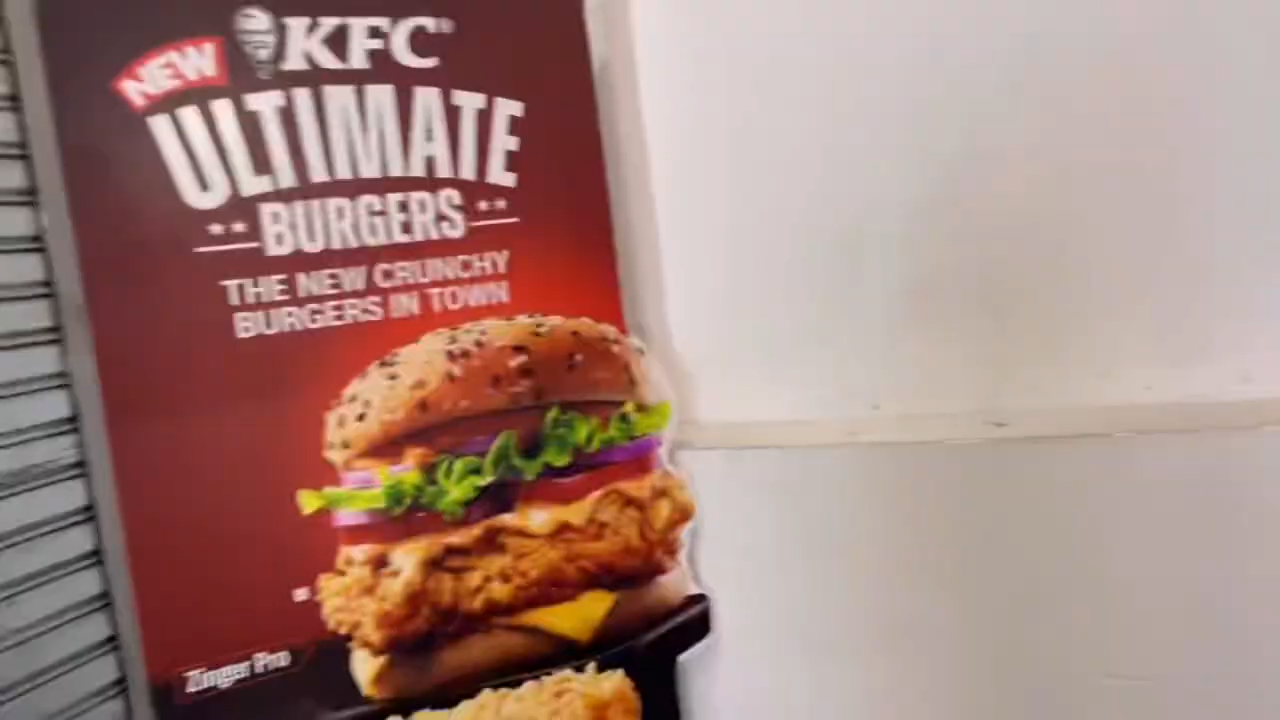 NEW
KFC
ULTIMATE
BURGERS
THE NEW CRUNCHY
BURGERS IN TOWN
Zinger Pro